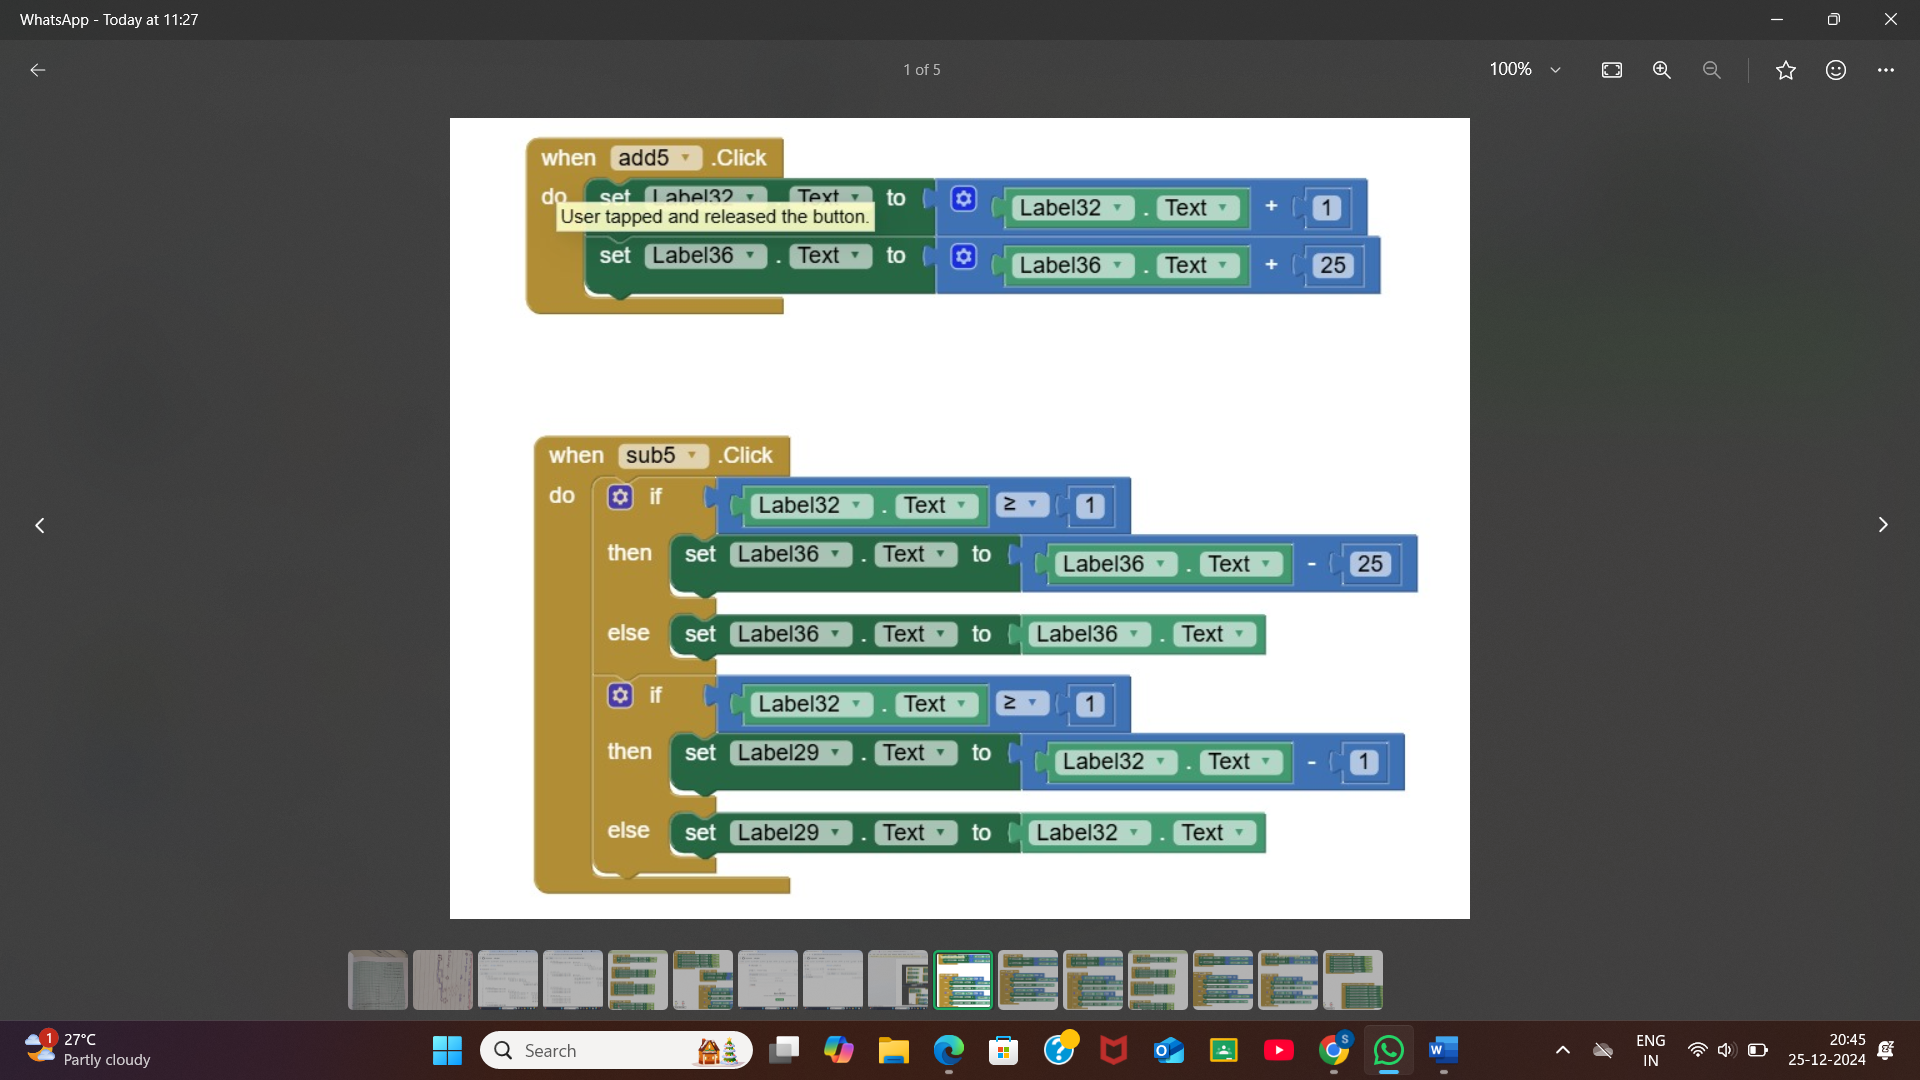 WhatsApp - Today at 11:27
1 of 5
100%
when add5 .Click
do set Label32 . Text to Label32 . Text + 1
User tapped and released the button.
set Label36 . Text to Label36 . Text + 25
when sub5 .Click
do if Label32 . Text ≥ 1
then set Label36 . Text to Label36 . Text - 25
else set Label36 . Text to Label36 . Text
if Label32 . Text ≥ 1
then set Label29 . Text to Label32 . Text - 1
else set Label29 . Text to Label32 . Text
1
27°C
Partly cloudy
Search
S
ENG
IN
20:45
25-12-2024